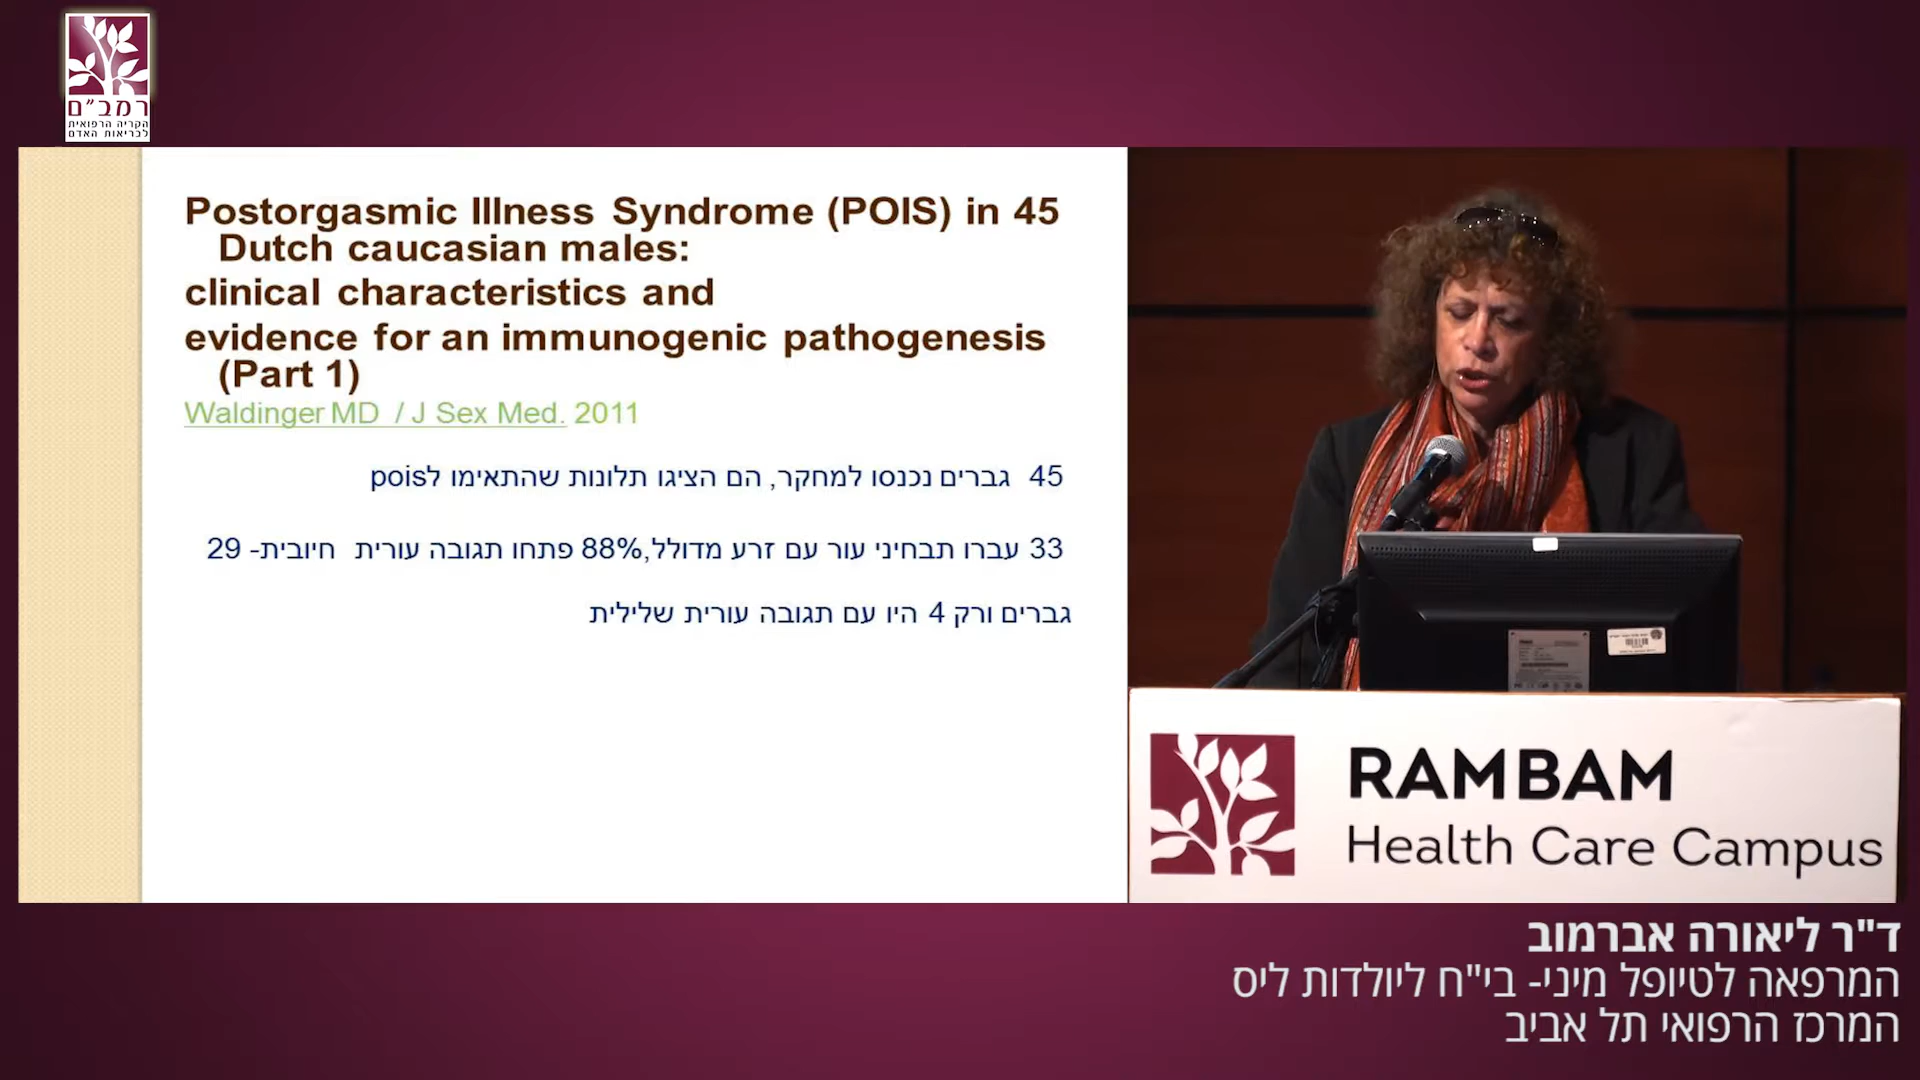 רמב"ם
הקריה הרפואית
לבריאות האדם
Postorgasmic Illness Syndrome (POIS) in 45
Dutch caucasian males:
clinical characteristics and
evidence for an immunogenic pathogenesis
(Part 1)
Waldinger MD / J Sex Med. 2011
45 גברים נכנסו למחקר, הם הציגו תלונות שהתאימו לpois
33 עברו תבחיני עור עם זרע מדולל,88% פתחו תגובה עורית חיובית- 29
גברים ורק 4 היו עם תגובה עורית שלילית
RAMBAM
Health Care Campus
ד"ר ליאורה אברמוב
המרפאה לטיופל מיני- בי"ח ליולדות ליס
המרכז הרפואי תל אביב